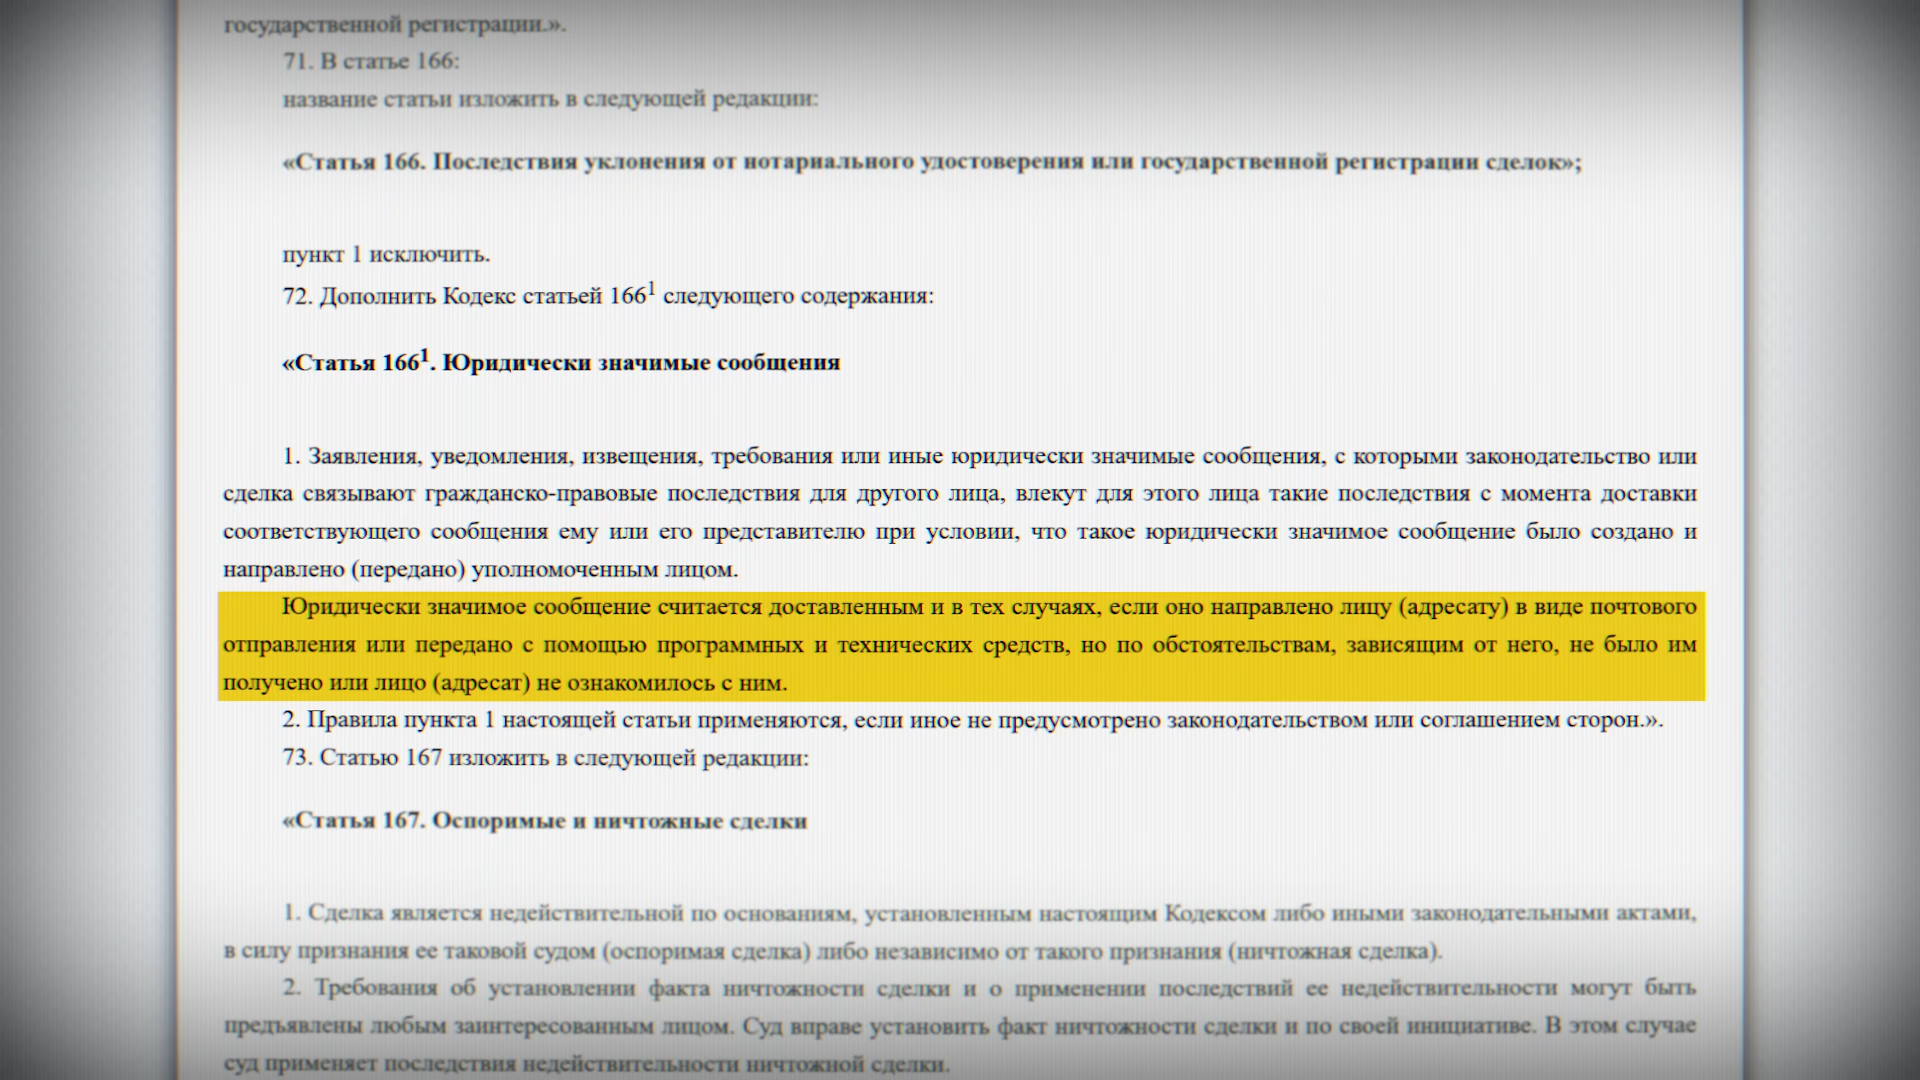 государственной регистрации.».
71. В статье 166:
название статьи изложить в следующей редакции:
«Статья 166. Последствия уклонения от нотариального удостоверения или государственной регистрации сделок»;
пункт 1 исключить.
72. Дополнить Кодекс статьей 166¹ следующего содержания:
«Статья 166¹. Юридически значимые сообщения
1. Заявления, уведомления, извещения, требования или иные юридически значимые сообщения, с которыми законодательство или
сделка связывают гражданско-правовые последствия для другого лица, влекут для этого лица такие последствия с момента доставки
соответствующего сообщения ему или его представителю при условии, что такое юридически значимое сообщение было создано и
направлено (передано) уполномоченным лицом.
Юридически значимое сообщение считается доставленным и в тех случаях, если оно направлено лицу (адресату) в виде почтового
отправления или передано с помощью программных и технических средств, но по обстоятельствам, зависящим от него, не было им
получено или лицо (адресат) не ознакомилось с ним.
2. Правила пункта 1 настоящей статьи применяются, если иное не предусмотрено законодательством или соглашением сторон.».
73. Статью 167 изложить в следующей редакции:
«Статья 167. Оспоримые и ничтожные сделки
1. Сделка является недействительной по основаниям, установленным настоящим Кодексом либо иными законодательными актами,
в силу признания ее таковой судом (оспоримая сделка) либо независимо от такого признания (ничтожная сделка).
2. Требования об установлении факта ничтожности сделки и о применении последствий ее недействительности могут быть
предъявлены любым заинтересованным лицом. Суд вправе установить факт ничтожности сделки и по своей инициативе. В этом случае
суд применяет последствия недействительности ничтожной сделки.